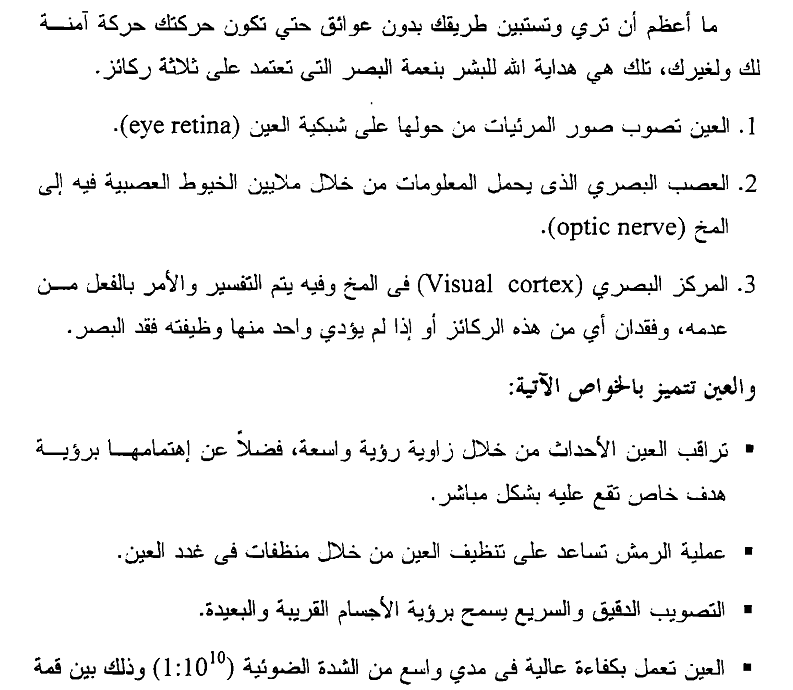 ما أعظم أن تري وتستبين طريقك بدون عوائق حتي تكون حركتك حركة آمنة
لك ولغيرك، تلك هي هداية الله للبشر بنعمة البصر التى تعتمد على ثلاثة ركائز.
1. العين تصوب صور المرئيات من حولها على شبكية العين (eye retina).
2. العصب البصري الذى يحمل المعلومات من خلال ملايين الخيوط العصبية فيه إلى
المخ (optic nerve).
3. المركز البصري (Visual cortex) فى المخ وفيه يتم التفسير والأمر بالفعل من
عدمه، وفقدان أي من هذه الركائز أو إذا لم يؤدي واحد منها وظيفته فقد البصر.
والعين تتميز بالخواص الآتية:
▪ تراقب العين الأحداث من خلال زاوية رؤية واسعة، فضلاً عن إهتمامها برؤية
هدف خاص تقع عليه بشكل مباشر.
▪ عملية الرمش تساعد على تنظيف العين من خلال منظفات فى غدد العين.
▪ التصويب الدقيق والسريع يسمح برؤية الأجسام القريبة والبعيدة.
▪ العين تعمل بكفاءة عالية فى مدي واسع من الشدة الضوئية (1:10¹⁰) وذلك بين قمة